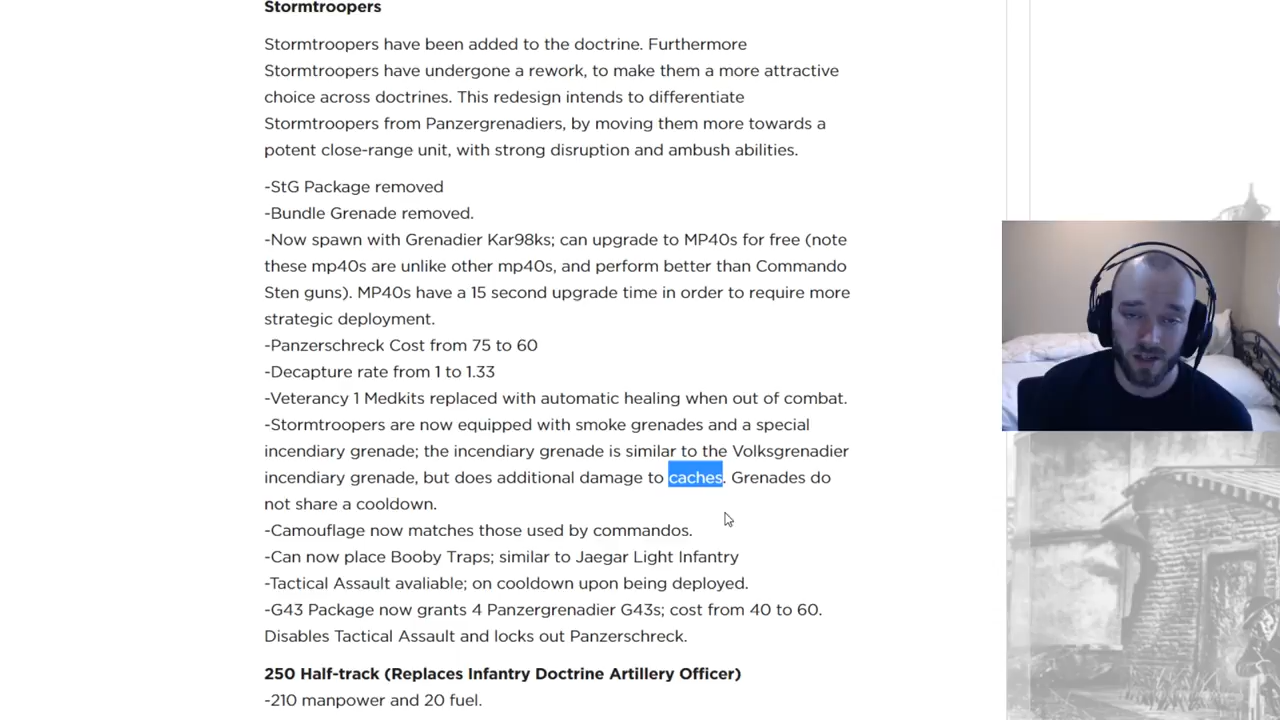 Stormtroopers
Stormtroopers have been added to the doctrine. Furthermore
Stormtroopers have undergone a rework, to make them a more attractive
choice across doctrines. This redesign intends to differentiate
Stormtroopers from Panzergrenadiers, by moving them more towards a
potent close-range unit, with strong disruption and ambush abilities.
-StG Package removed
-Bundle Grenade removed.
-Now spawn with Grenadier Kar98ks; can upgrade to MP40s for free (note
these mp40s are unlike other mp40s, and perform better than Commando
Sten guns). MP40s have a 15 second upgrade time in order to require more
strategic deployment.
-Panzerschreck Cost from 75 to 60
-Decapture rate from 1 to 1.33
-Veterancy 1 Medkits replaced with automatic healing when out of combat.
-Stormtroopers are now equipped with smoke grenades and a special
incendiary grenade; the incendiary grenade is similar to the Volksgrenadier
incendiary grenade, but does additional damage to caches. Grenades do
not share a cooldown.
-Camouflage now matches those used by commandos.
-Can now place Booby Traps; similar to Jaegar Light Infantry
-Tactical Assault avaliable; on cooldown upon being deployed.
-G43 Package now grants 4 Panzergrenadier G43s; cost from 40 to 60.
Disables Tactical Assault and locks out Panzerschreck.
250 Half-track (Replaces Infantry Doctrine Artillery Officer)
-210 manpower and 20 fuel.